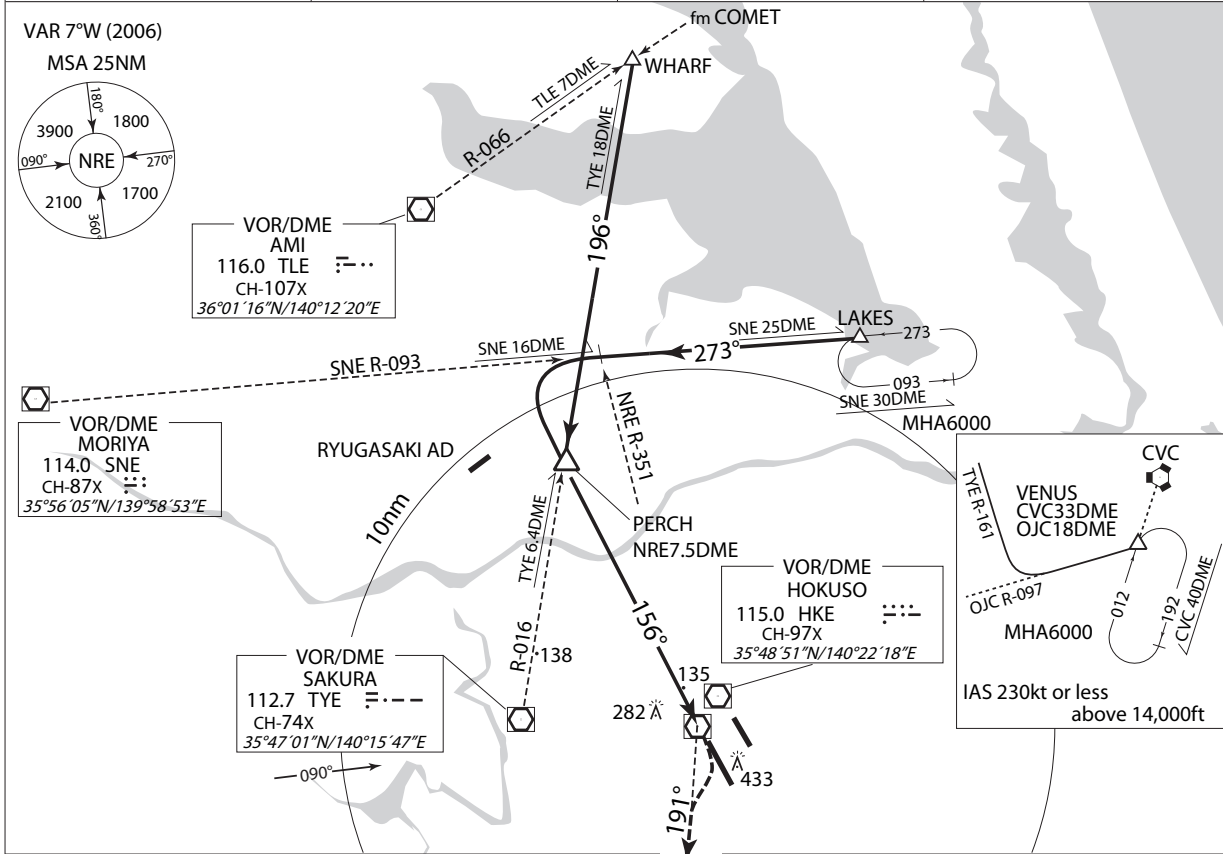 VAR 7°W (2006)
MSA 25NM
180°
3900
1800
090°
NRE
270°
2100
1700
360°
fm COMET
WHARF
TLE 7DME
R-066
TYE 18DME
VOR/DME
AMI
116.0 TLE
CH-107X
36°01´16”N/140°12´20”E
196°
LAKES
273
SNE 25DME
273°
SNE 16DME
SNE R-093
093
SNE 30DME
MHA6000
VOR/DME
MORIYA
114.0 SNE
CH-87X
35°56´05”N/139°58´53”E
RYUGASAKI AD
NRE R-351
10nm
PERCH
NRE7.5DME
TYE 6.4DME
R-016
138
156°
VOR/DME
HOKUSO
115.0 HKE
CH-97X
35°48´51”N/140°22´18”E
CVC
TYE R-161
VENUS
CVC33DME
OJC18DME
OJC R-097
012
192
CVC 40DME
MHA6000
IAS 230kt or less
above 14,000ft
VOR/DME
SAKURA
112.7 TYE
CH-74X
35°47´01”N/140°15´47”E
135
282
433
090°
191°